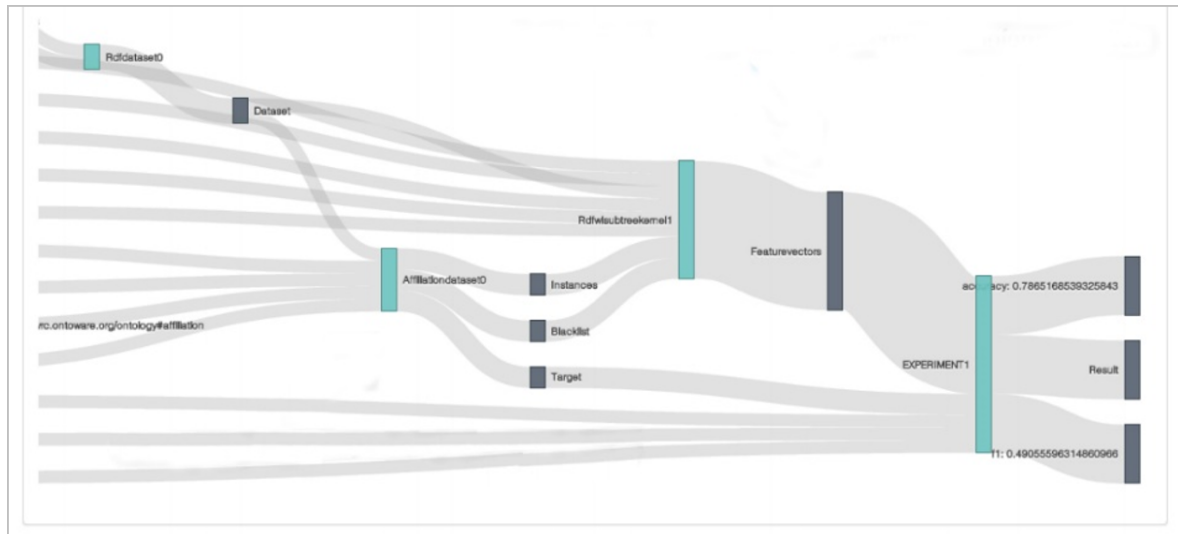 Rdfdataset0
Dataset
Rdfwlsubtreekernel1
Featurevectors
Affiliationdataset0
Instances
accuracy: 0.7865168539325843
vrc.ontoware.org/ontology#affiliation
Blacklist
EXPERIMENT1
Result
Target
f1: 0.49055596314860966